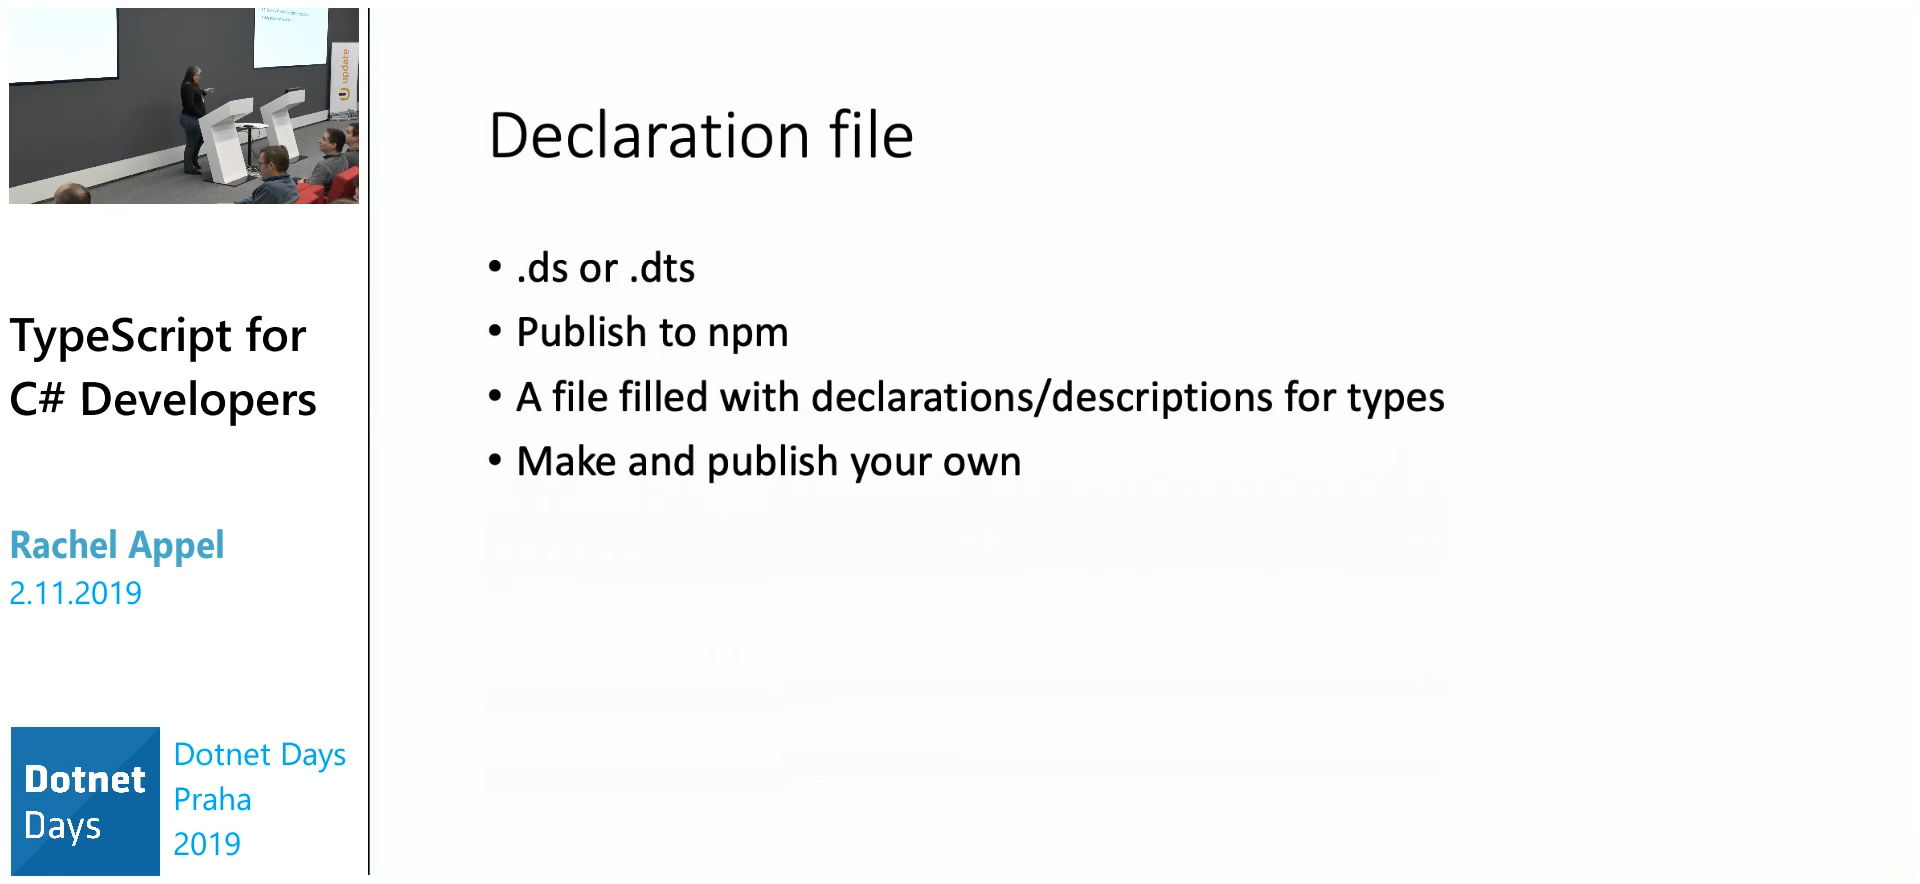 update
TypeScript for
C# Developers
Rachel Appel
2.11.2019
Dotnet
Days
Dotnet Days
Praha
2019
Declaration file
• .ds or .dts
• Publish to npm
• A file filled with declarations/descriptions for types
• Make and publish your own